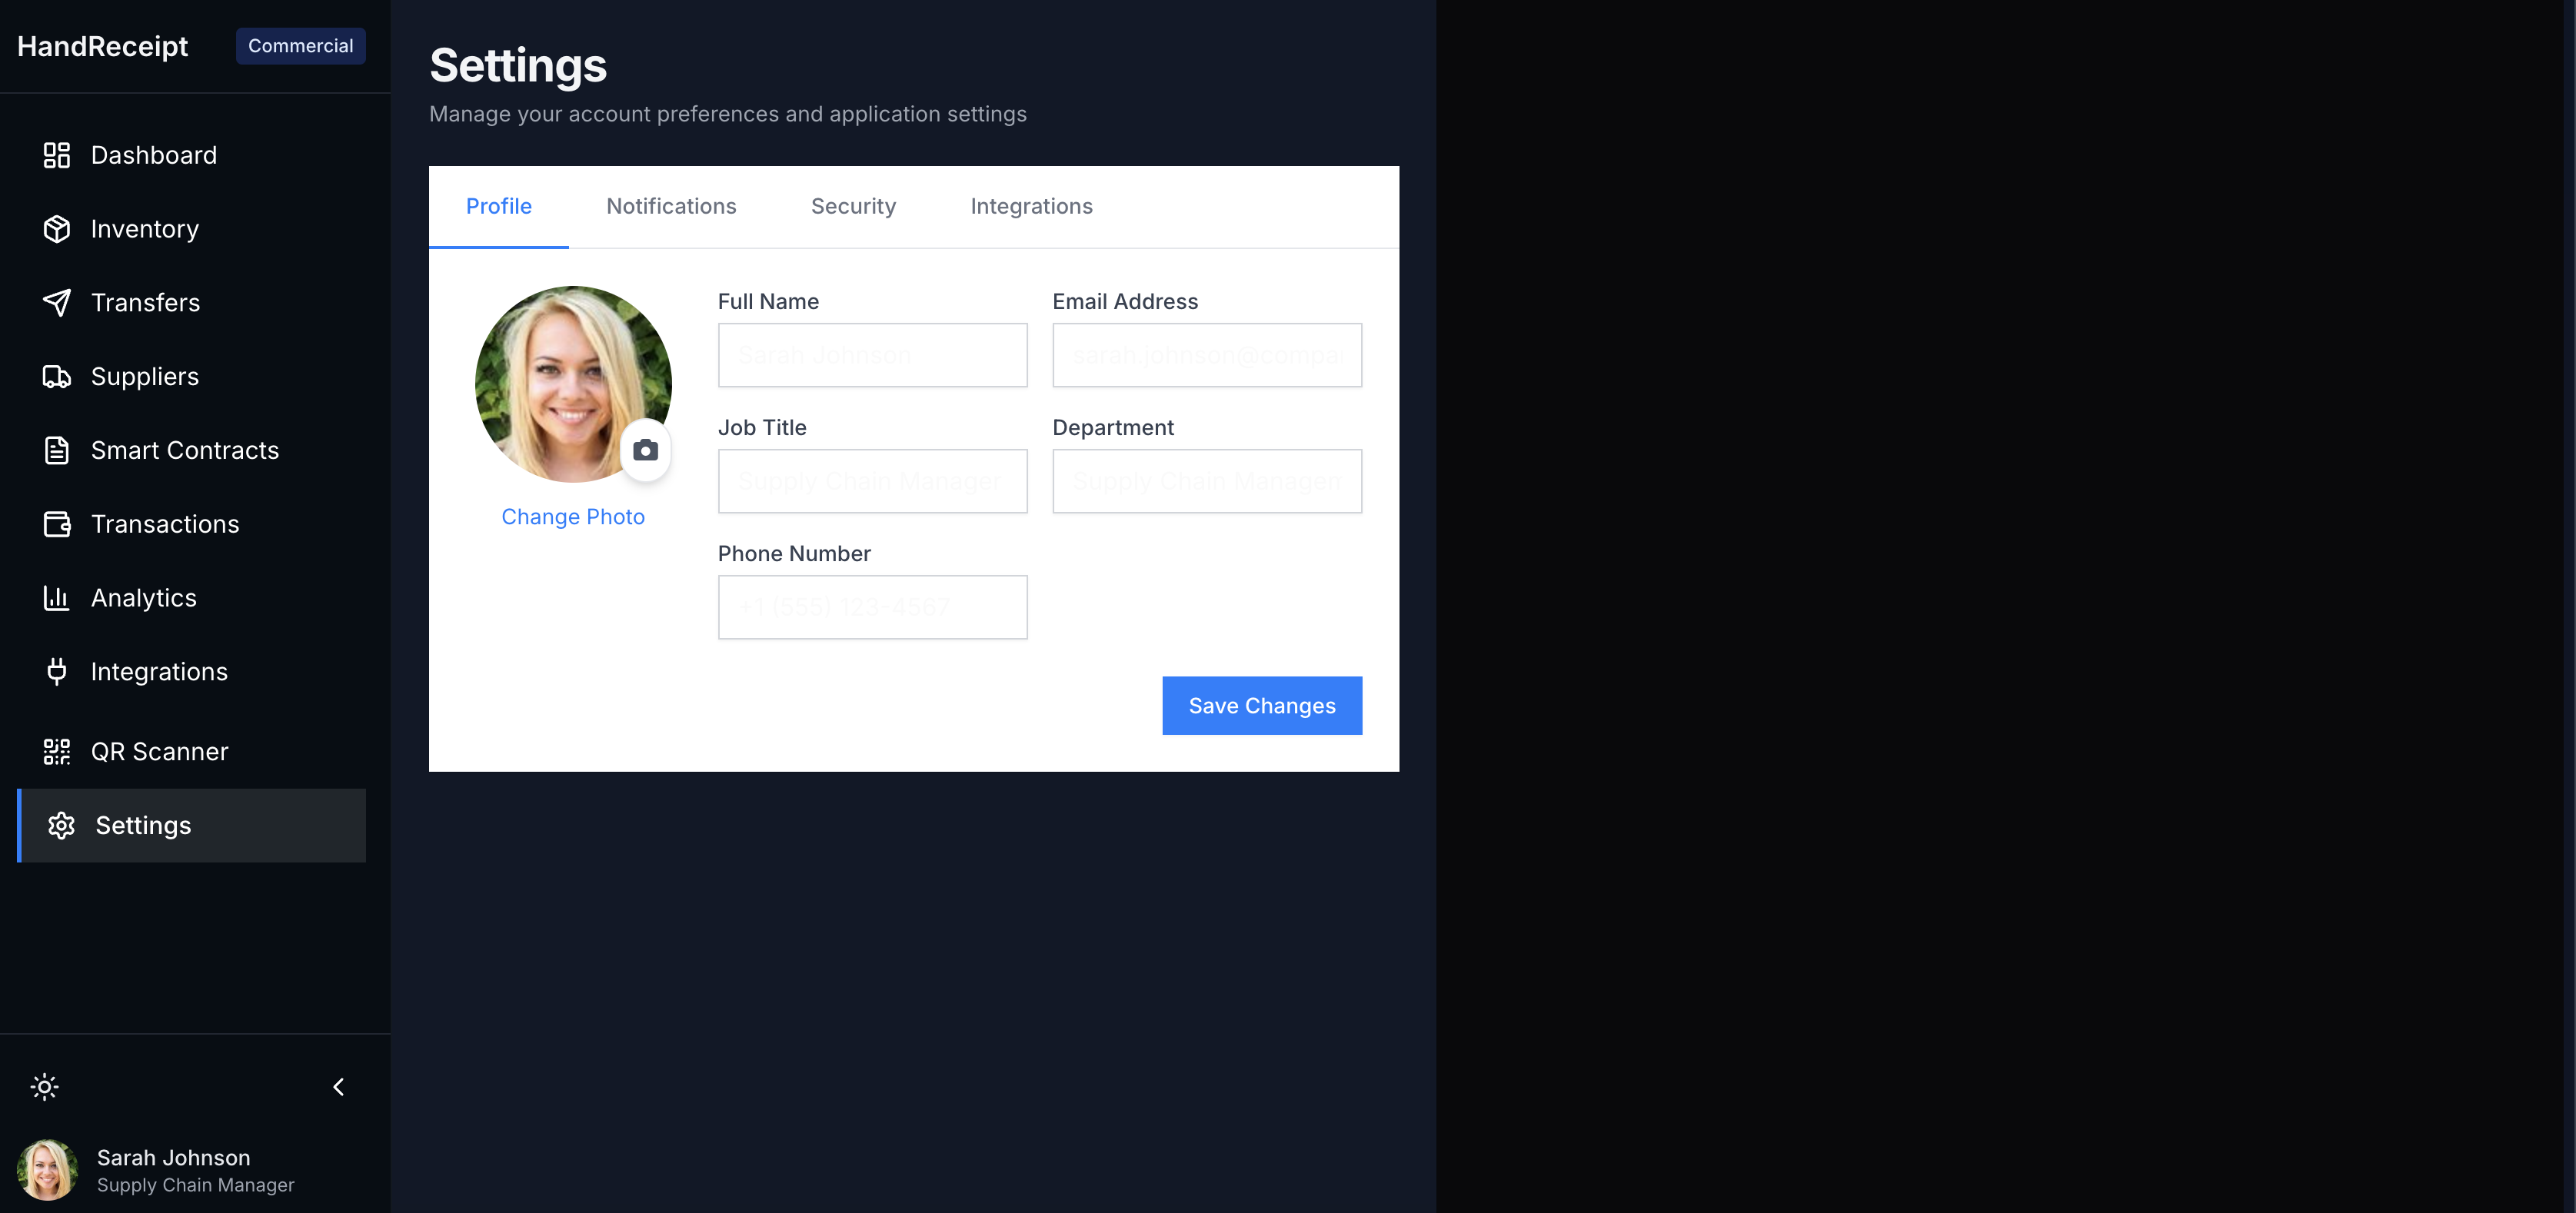 HandReceipt
Commercial
Dashboard
Inventory
Transfers
Suppliers
Smart Contracts
Transactions
Analytics
Integrations
QR Scanner
Settings
Sarah Johnson
Supply Chain Manager
Settings
Manage your account preferences and application settings
Profile Notifications Security Integrations
Change Photo
Full Name
Sarah Johnson
Email Address
sarah.johnson@compan
Job Title
Supply Chain Manager
Department
Supply Chain Managem
Phone Number
+1 (555) 123-4567
Save Changes